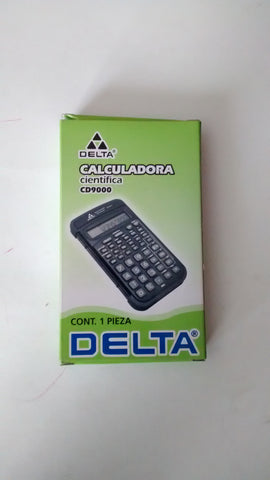 DELTA®
CALCULADORA
científica
CD9000
CONT. 1 PIEZA
DELTA®